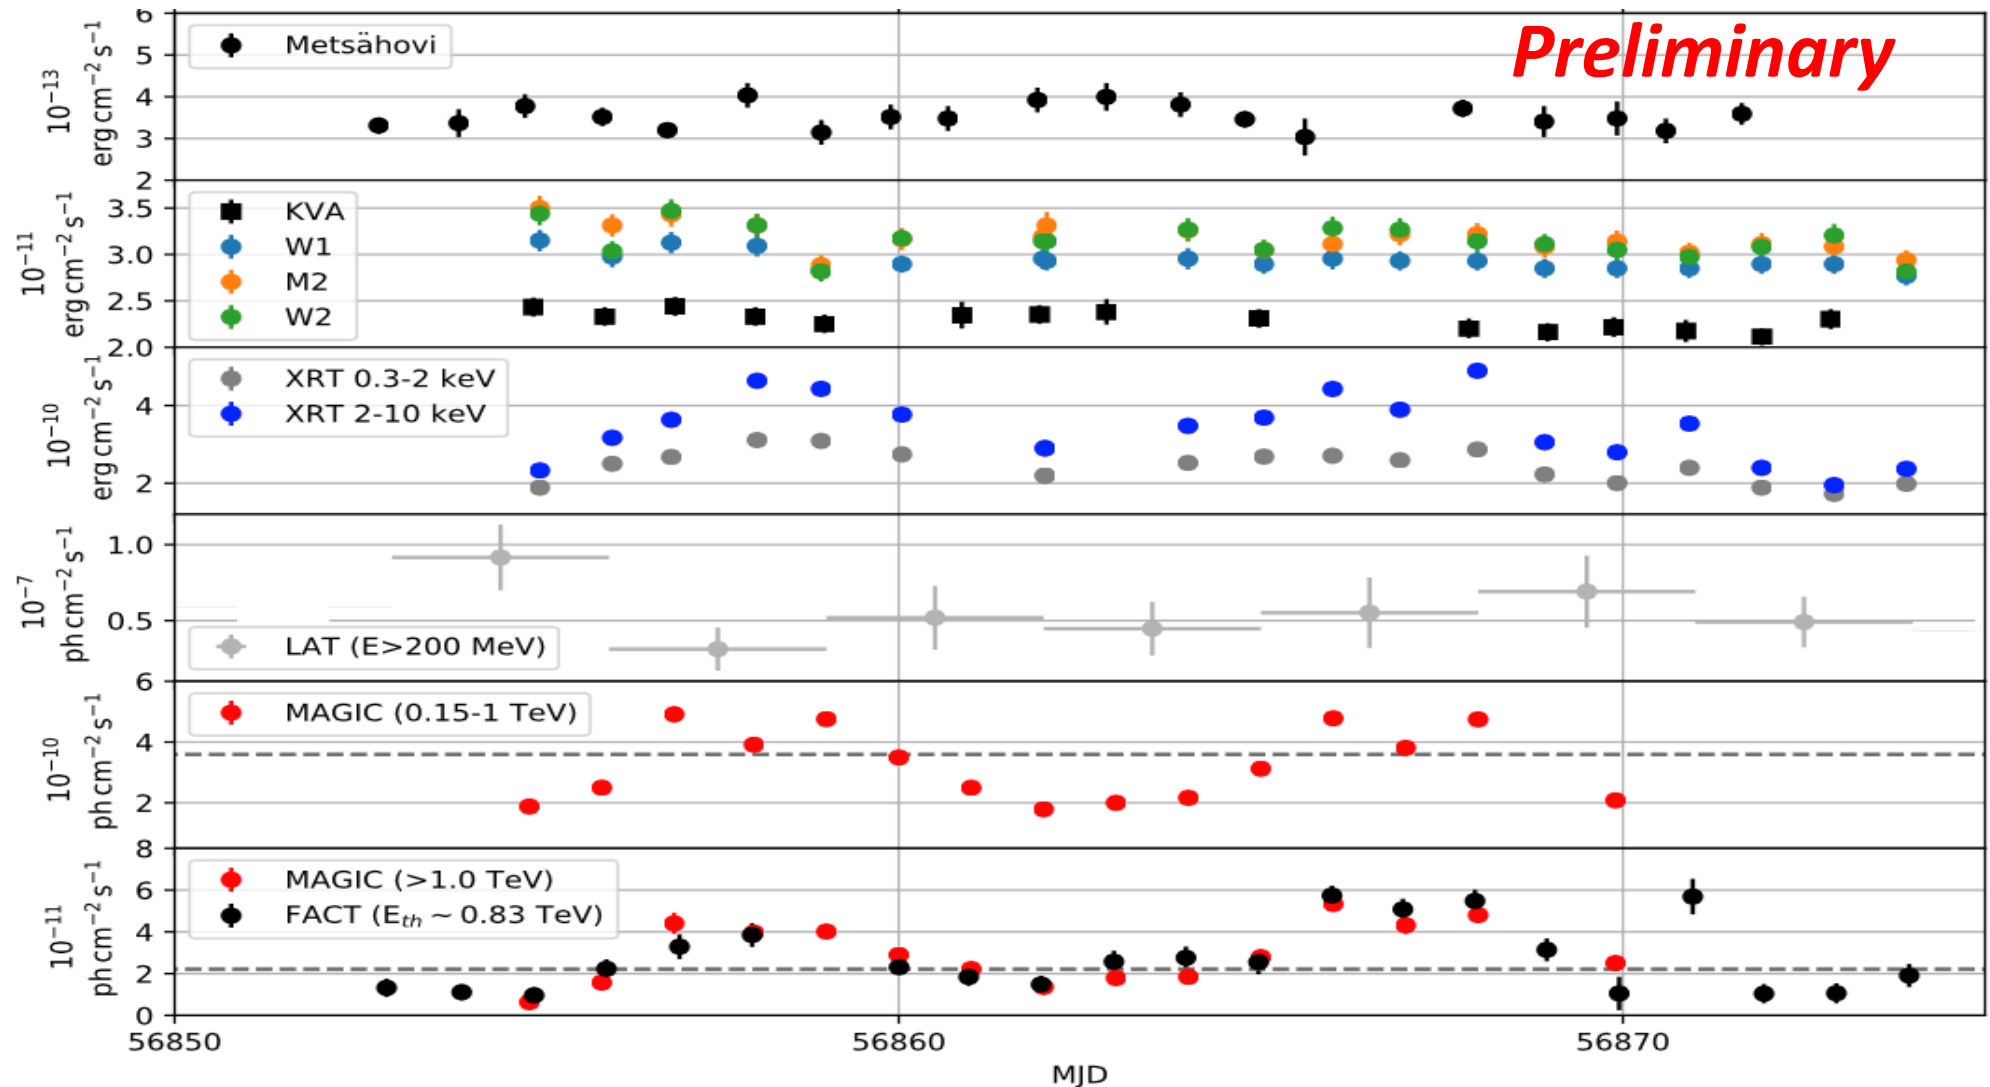 Preliminary
6
5
4
3
2
10⁻¹³
erg cm⁻² s⁻¹
Metsähovi
3.5
3.0
2.5
2.0
10⁻¹¹
erg cm⁻² s⁻¹
KVA
W1
M2
W2
4
2
10⁻¹⁰
erg cm⁻² s⁻¹
XRT 0.3-2 keV
XRT 2-10 keV
1.0
0.5
10⁻⁷
ph cm⁻² s⁻¹
LAT (E>200 MeV)
6
4
2
10⁻¹⁰
ph cm⁻² s⁻¹
MAGIC (0.15-1 TeV)
8
6
4
2
0
10⁻¹¹
ph cm⁻² s⁻¹
MAGIC (>1.0 TeV)
FACT (Eₜₕ ~ 0.83 TeV)
56850 56860 56870
MJD